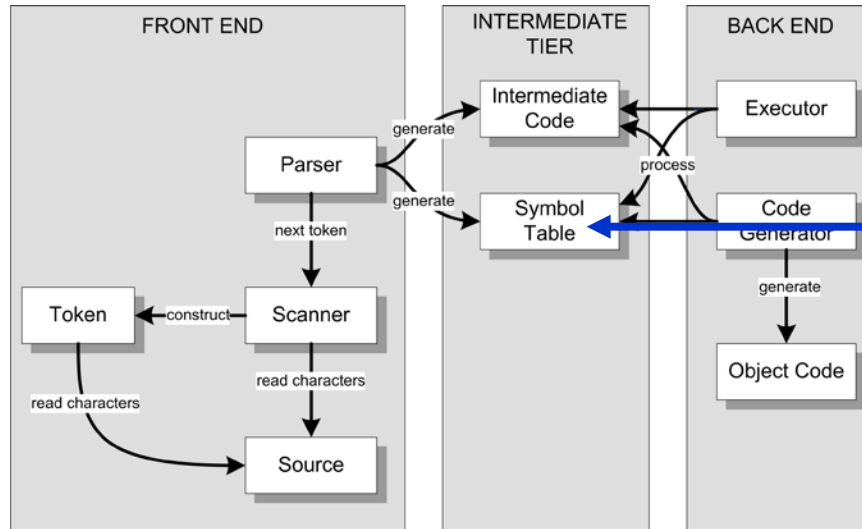 FRONT END
INTERMEDIATE
TIER
BACK END
Intermediate
Code
Executor
generate
Parser
process
generate
Symbol
Table
Code
Generator
next token
generate
Token
construct
Scanner
Object Code
read characters
read characters
Source